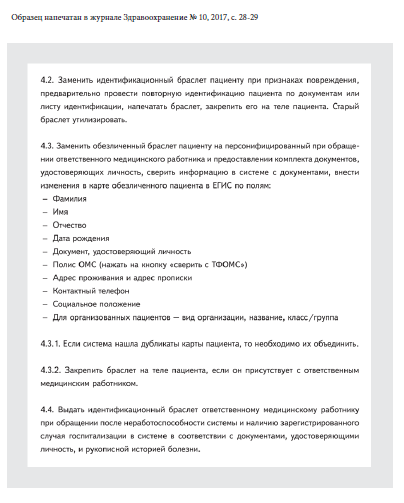 Образец напечатан в журнале Здравоохранение № 10, 2017, с. 28-29
4.2. Заменить идентификационный браслет пациенту при признаках повреждения,
предварительно провести повторную идентификацию пациента по документам или
листу идентификации, напечатать браслет, закрепить его на теле пациента. Старый
браслет утилизировать.
4.3. Заменить обезличенный браслет пациенту на персонифицированный при обраще-
нии ответственного медицинского работника и предоставлении комплекта документов,
удостоверяющих личность, сверить информацию в системе с документами, внести
изменения в карте обезличенного пациента в ЕГИС по полям:
– Фамилия
– Имя
– Отчество
– Дата рождения
– Документ, удостоверяющий личность
– Полис ОМС (нажать на кнопку «сверить с ТФОМС»)
– Адрес проживания и адрес прописки
– Контактный телефон
– Социальное положение
– Для организованных пациентов — вид организации, название, класс/группа
4.3.1. Если система нашла дубликаты карты пациента, то необходимо их объединить.
4.3.2. Закрепить браслет на теле пациента, если он присутствует с ответственным
медицинским работником.
4.4. Выдать идентификационный браслет ответственному медицинскому работнику
при обращении после неработоспособности системы и наличию зарегистрированного
случая госпитализации в системе в соответствии с документами, удостоверяющими
личность, и рукописной историей болезни.